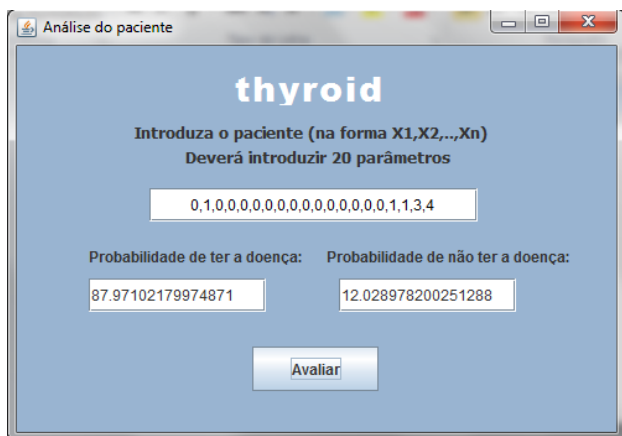 Análise do paciente
thyroid
Introduza o paciente (na forma X1,X2,..,Xn)
Deverá introduzir 20 parâmetros
0,1,0,0,0,0,0,0,0,0,0,0,0,0,0,0,1,1,3,4
Probabilidade de ter a doença: Probabilidade de não ter a doença:
87.97102179974871 12.028978200251288
Avaliar